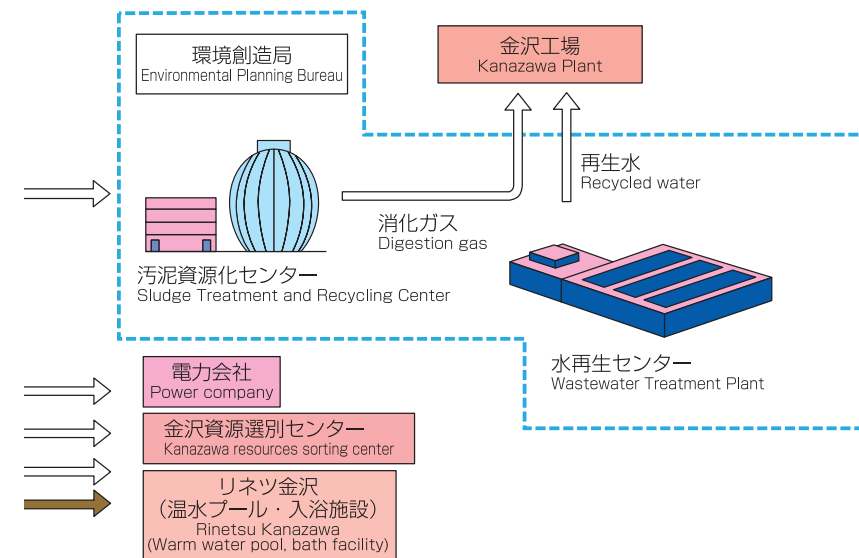 環境創造局
Environmental Planning Bureau
金沢工場
Kanazawa Plant
再生水
Recycled water
消化ガス
Digestion gas
汚泥資源化センター
Sludge Treatment and Recycling Center
水再生センター
Wastewater Treatment Plant
電力会社
Power company
金沢資源選別センター
Kanazawa resources sorting center
リネツ金沢
（温水プール・入浴施設）
Rinetsu Kanazawa
(Warm water pool, bath facility)